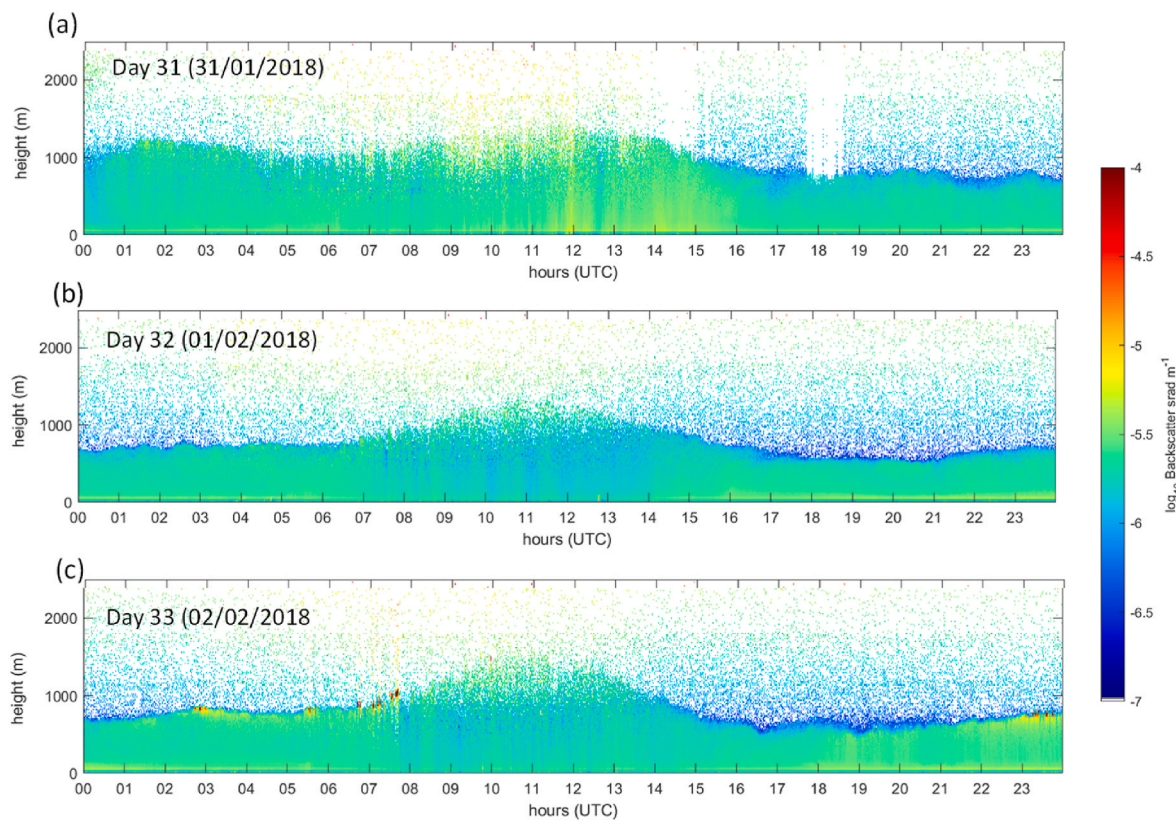 (a)
Day 31 (31/01/2018)
2000
1000
0
height (m)
00 01 02 03 04 05 06 07 08 09 10 11 12 13 14 15 16 17 18 19 20 21 22 23
hours (UTC)
(b)
Day 32 (01/02/2018)
2000
1000
0
height (m)
00 01 02 03 04 05 06 07 08 09 10 11 12 13 14 15 16 17 18 19 20 21 22 23
hours (UTC)
(c)
Day 33 (02/02/2018
2000
1000
0
height (m)
00 01 02 03 04 05 06 07 08 09 10 11 12 13 14 15 16 17 18 19 20 21 22 23
hours (UTC)
-4
-4.5
-5
-5.5
-6
-6.5
-7
log₁₀ Backscatter srad m⁻¹